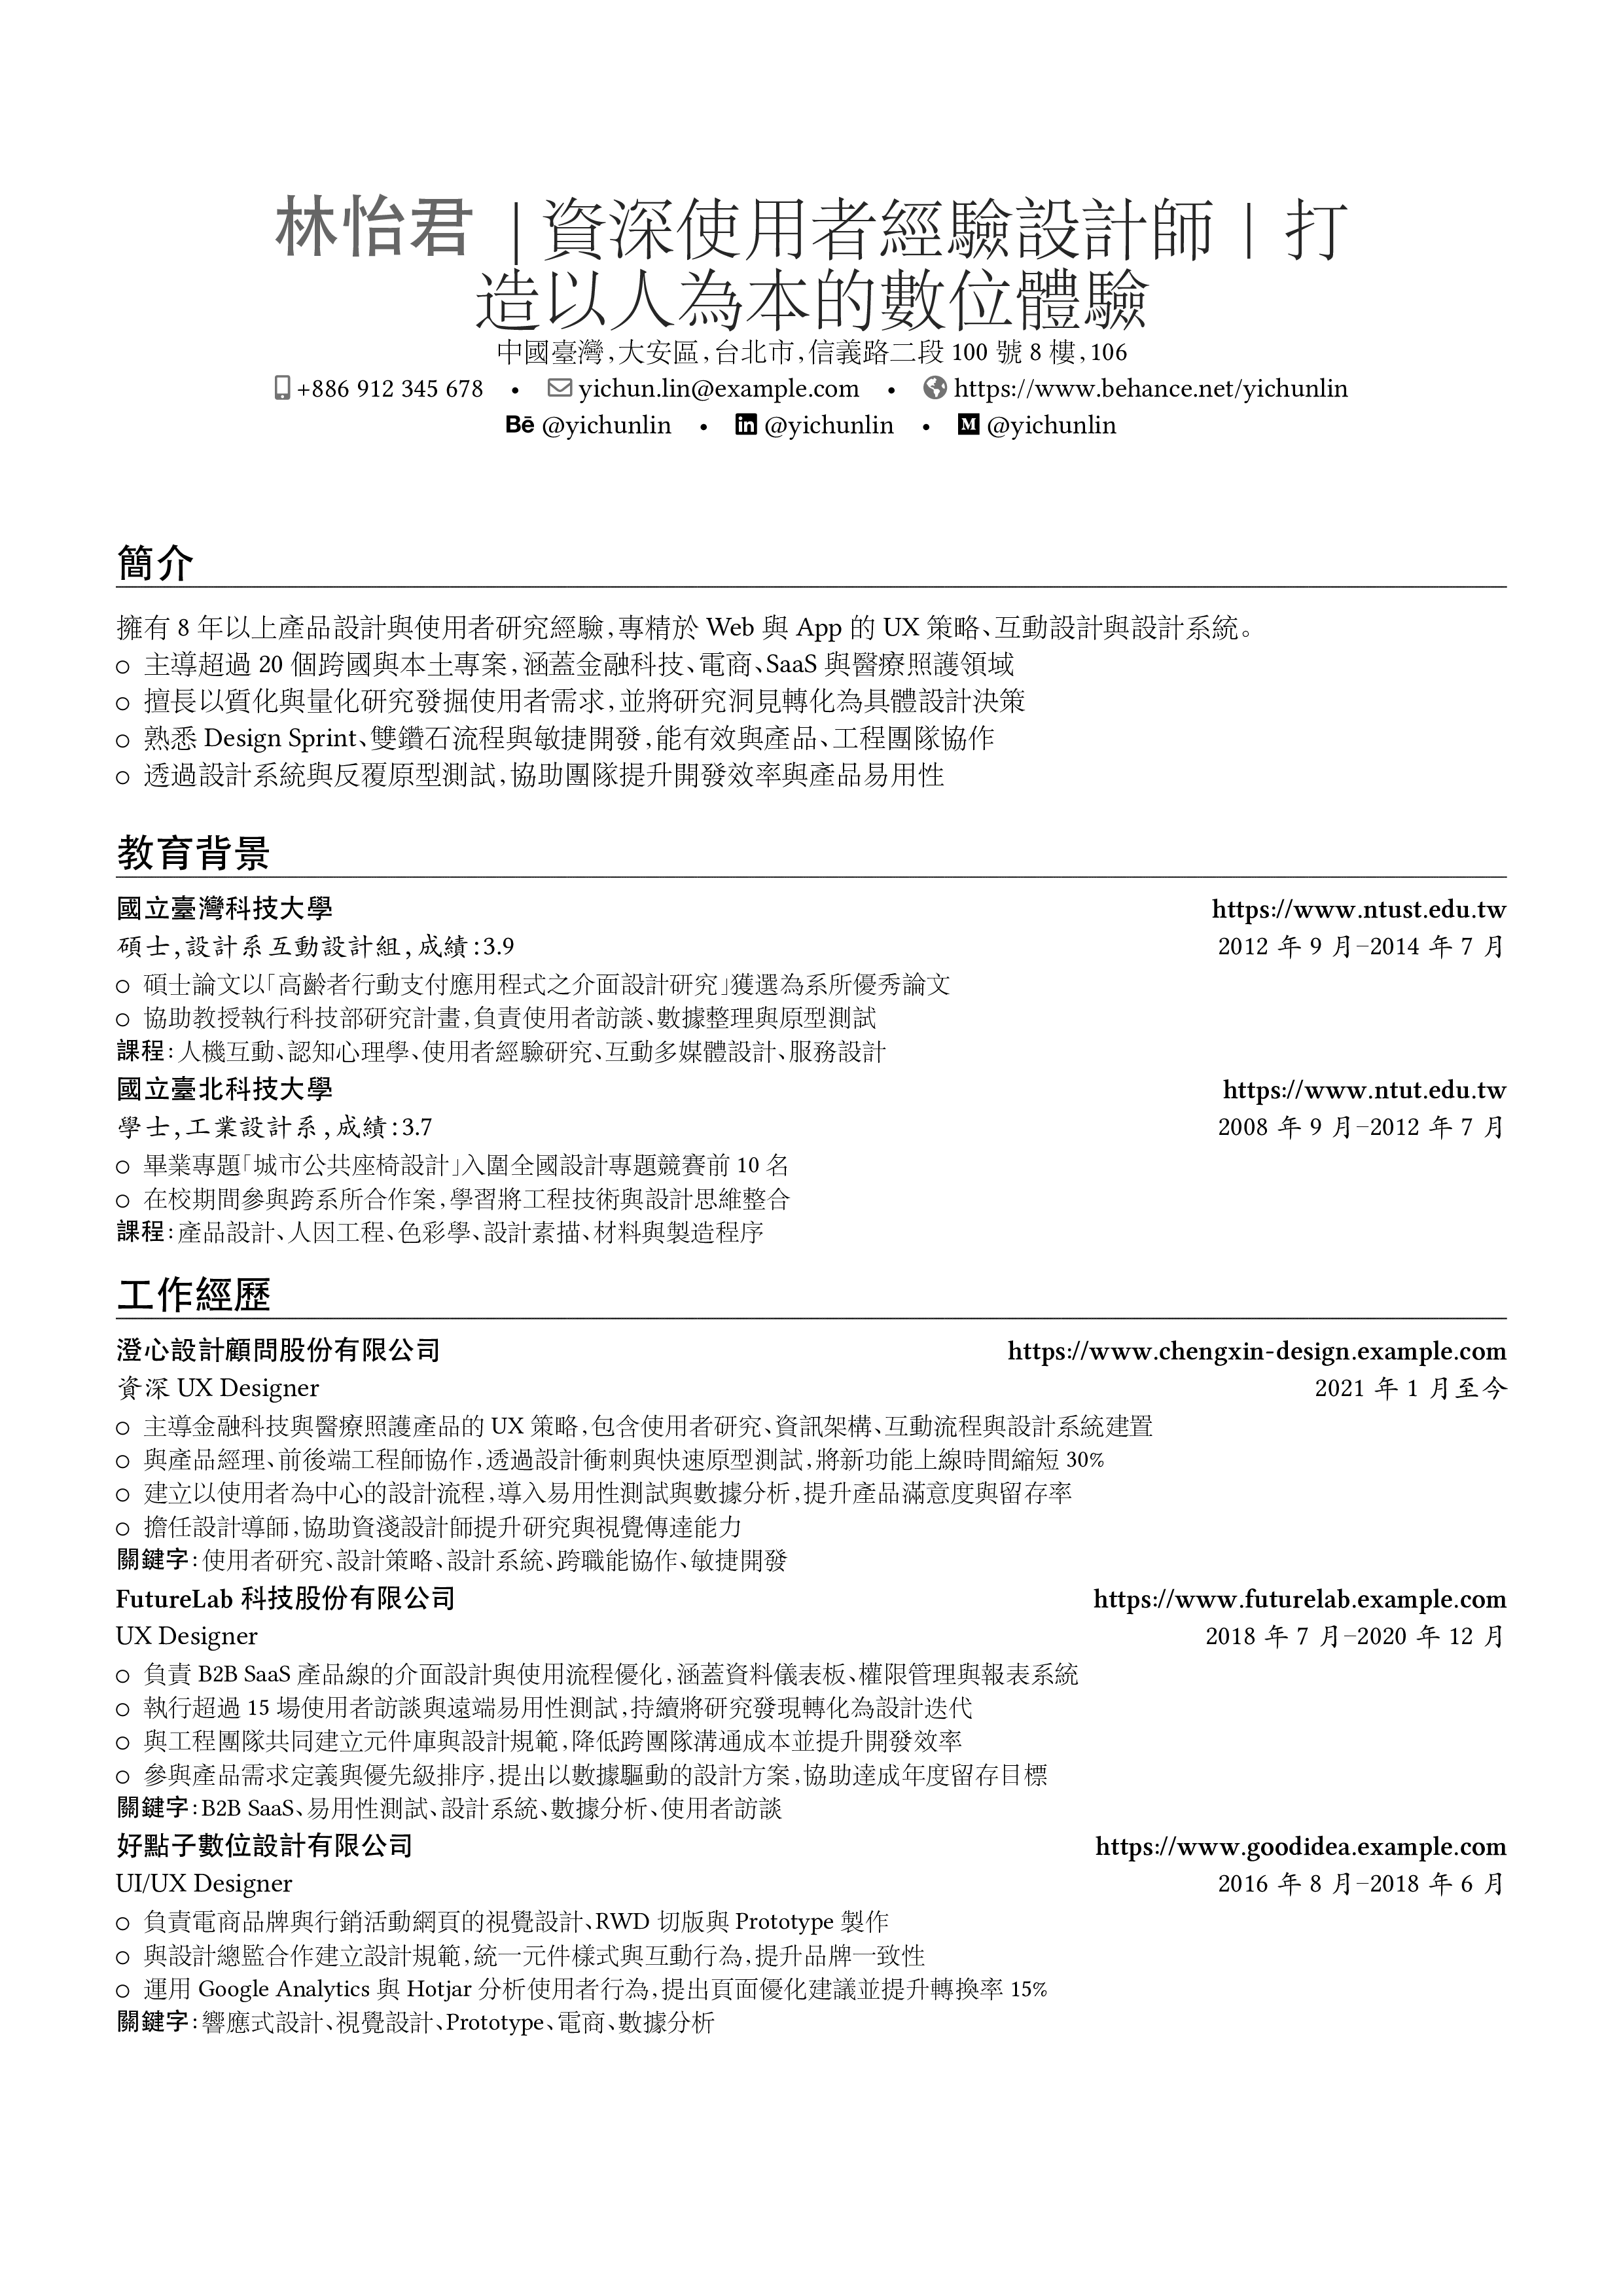 林怡君 | 資深使用者經驗設計師 | 打
造以人為本的數位體驗
中國臺灣,大安區,台北市,信義路二段 100 號 8 樓,106
+886 912 345 678 • yichun.lin@example.com • https://www.behance.net/yichunlin
@yichunlin • @yichunlin • @yichunlin
簡介
擁有 8 年以上產品設計與使用者研究經驗,專精於 Web 與 App 的 UX 策略、互動設計與設計系統。
○ 主導超過 20 個跨國與本土專案,涵蓋金融科技、電商、SaaS 與醫療照護領域
○ 擅長以質化與量化研究發掘使用者需求,並將研究洞見轉化為具體設計決策
○ 熟悉 Design Sprint、雙鑽石流程與敏捷開發,能有效與產品、工程團隊協作
○ 透過設計系統與反覆原型測試,協助團隊提升開發效率與產品易用性
教育背景
國立臺灣科技大學 https://www.ntust.edu.tw
碩士,設計系互動設計組,成績:3.9 2012 年 9 月–2014 年 7 月
○ 碩士論文以「高齡者行動支付應用程式之介面設計研究」獲選為系所優秀論文
○ 協助教授執行科技部研究計畫,負責使用者訪談、數據整理與原型測試
課程:人機互動、認知心理學、使用者經驗研究、互動多媒體設計、服務設計
國立臺北科技大學 https://www.ntut.edu.tw
學士,工業設計系,成績:3.7 2008 年 9 月–2012 年 7 月
○ 畢業專題「城市公共座椅設計」入圍全國設計專題競賽前 10 名
○ 在校期間參與跨系所合作案,學習將工程技術與設計思維整合
課程:產品設計、人因工程、色彩學、設計素描、材料與製造程序
工作經歷
澄心設計顧問股份有限公司 https://www.chengxin-design.example.com
資深 UX Designer 2021 年 1 月至今
○ 主導金融科技與醫療照護產品的 UX 策略,包含使用者研究、資訊架構、互動流程與設計系統建置
○ 與產品經理、前後端工程師協作,透過設計衝刺與快速原型測試,將新功能上線時間縮短 30%
○ 建立以使用者為中心的設計流程,導入易用性測試與數據分析,提升產品滿意度與留存率
○ 擔任設計導師,協助資淺設計師提升研究與視覺傳達能力
關鍵字:使用者研究、設計策略、設計系統、跨職能協作、敏捷開發
FutureLab 科技股份有限公司 https://www.futurelab.example.com
UX Designer 2018 年 7 月–2020 年 12 月
○ 負責 B2B SaaS 產品線的介面設計與使用流程優化,涵蓋資料儀表板、權限管理與報表系統
○ 執行超過 15 場使用者訪談與遠端易用性測試,持續將研究發現轉化為設計迭代
○ 與工程團隊共同建立元件庫與設計規範,降低跨團隊溝通成本並提升開發效率
○ 參與產品需求定義與優先級排序,提出以數據驅動的設計方案,協助達成年度留存目標
關鍵字:B2B SaaS、易用性測試、設計系統、數據分析、使用者訪談
好點子數位設計有限公司 https://www.goodidea.example.com
UI/UX Designer 2016 年 8 月–2018 年 6 月
○ 負責電商品牌與行銷活動網頁的視覺設計、RWD 切版與 Prototype 製作
○ 與設計總監合作建立設計規範,統一元件樣式與互動行為,提升品牌一致性
○ 運用 Google Analytics 與 Hotjar 分析使用者行為,提出頁面優化建議並提升轉換率 15%
關鍵字:響應式設計、視覺設計、Prototype、電商、數據分析